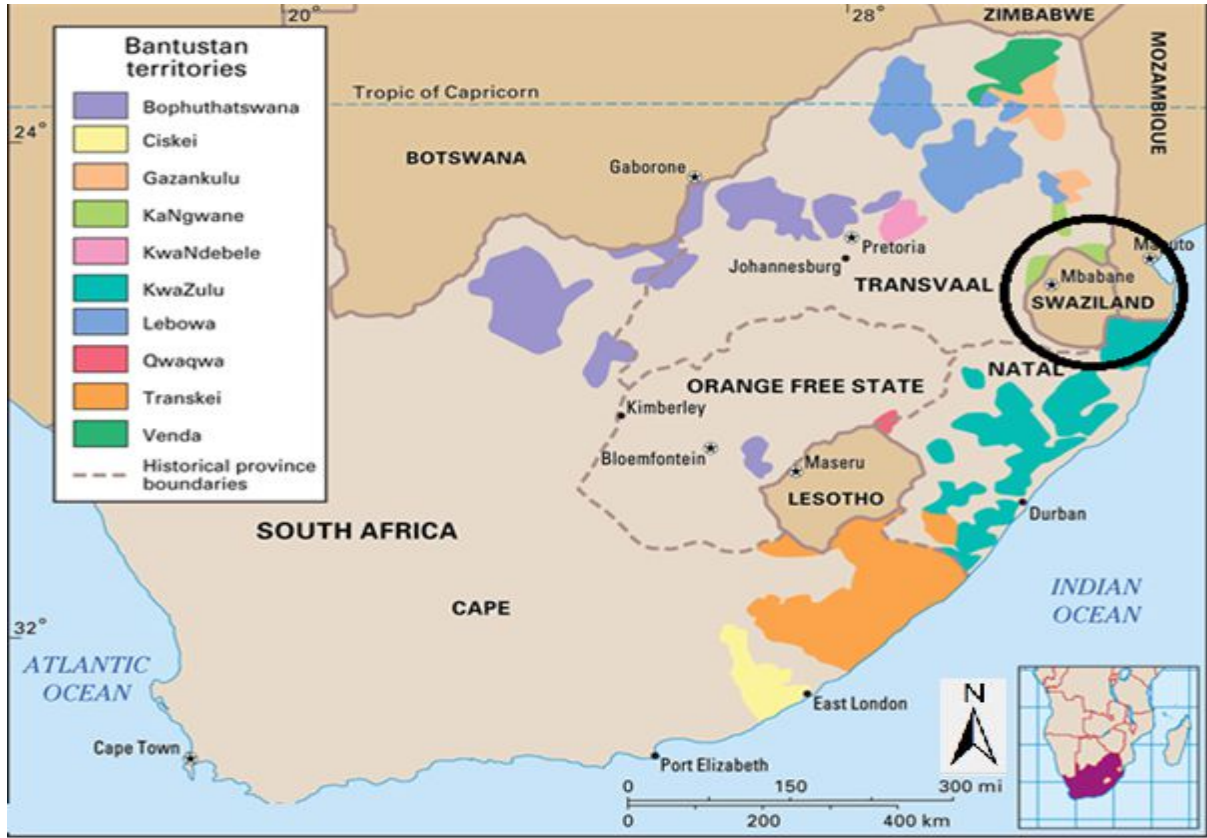 20°
28°
ZIMBABWE
MOZAMBIQUE
Bantustan
territories
Bophuthatswana
Ciskei
Gazankulu
KaNgwane
KwaNdebele
KwaZulu
Lebowa
Qwaqwa
Transkei
Venda
Historical province
boundaries
Tropic of Capricorn
24°
BOTSWANA
Gaborone
Pretoria
Johannesburg
TRANSVAAL
Maputo
Mbabane
SWAZILAND
NATAL
ORANGE FREE STATE
Kimberley
Bloemfontein
Maseru
LESOTHO
Durban
SOUTH AFRICA
CAPE
INDIAN
OCEAN
32°
ATLANTIC
OCEAN
East London
N
Cape Town
Port Elizabeth
0 150 300 mi
0 200 400 km